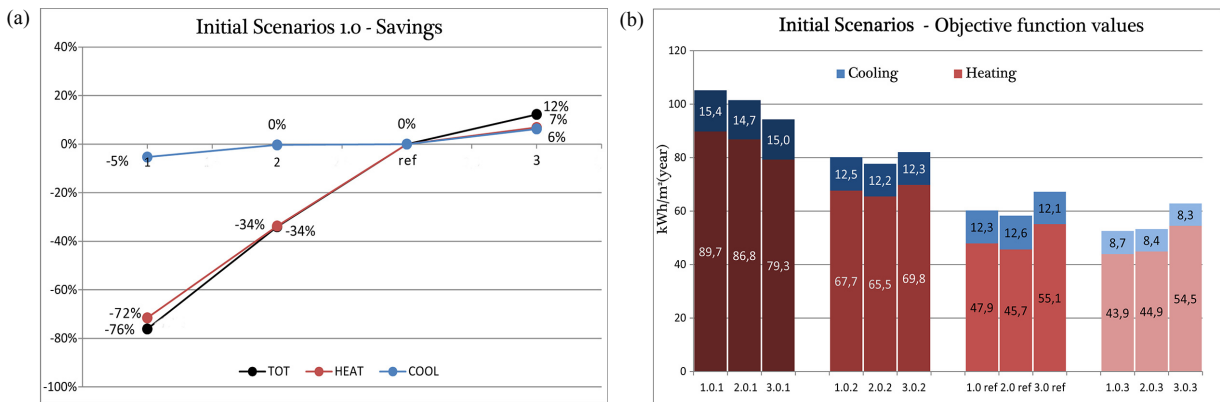 (a)
Initial Scenarios 1.0 - Savings
40%
20%
0%
-20%
-40%
-60%
-80%
-100%
12%
7%
6%
0%
0%
-5%
1
2
ref
3
-34%
-34%
-72%
-76%
TOT HEAT COOL
(b)
Initial Scenarios - Objective function values
Cooling Heating
kWh/m²(year)
120
100
80
60
40
20
0
15,4 14,7 15,0
12,5 12,2 12,3
12,3 12,6 12,1
8,7 8,4 8,3
89,7 86,8 79,3
67,7 65,5 69,8
47,9 45,7 55,1
43,9 44,9 54,5
1.0.1 2.0.1 3.0.1 1.0.2 2.0.2 3.0.2 1.0 ref 2.0 ref 3.0 ref 1.0.3 2.0.3 3.0.3